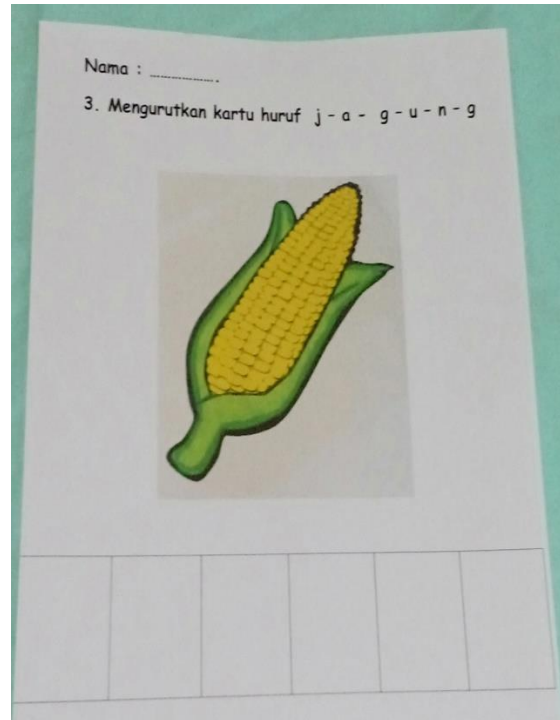 Nama : ................
3. Mengurutkan kartu huruf j - a - g - u - n - g